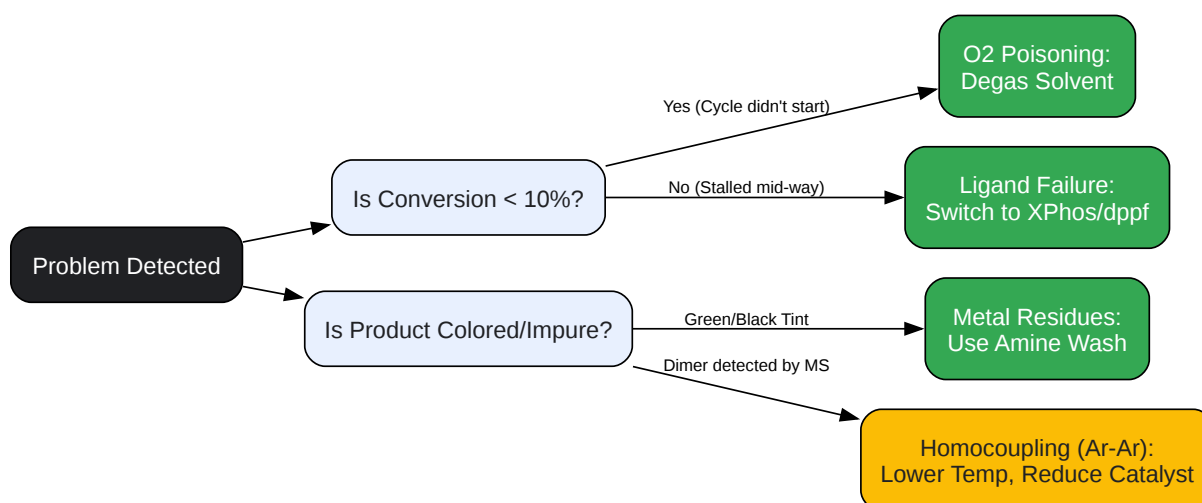 Problem Detected
Is Conversion < 10%?
Yes (Cycle didn't start)
O2 Poisoning:
Degas Solvent
No (Stalled mid-way)
Ligand Failure:
Switch to XPhos/dppf
Is Product Colored/Impure?
Green/Black Tint
Metal Residues:
Use Amine Wash
Dimer detected by MS
Homocoupling (Ar-Ar):
Lower Temp, Reduce Catalyst